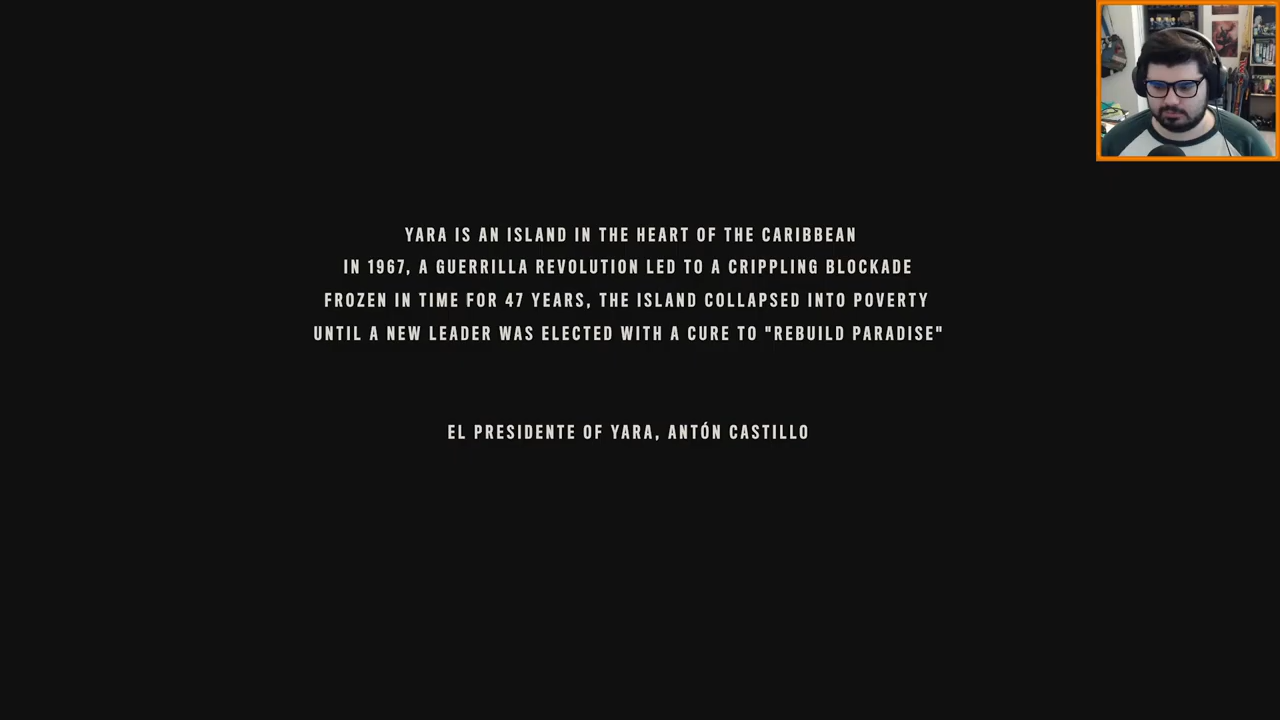 YARA IS AN ISLAND IN THE HEART OF THE CARIBBEAN
IN 1967, A GUERRILLA REVOLUTION LED TO A CRIPPLING BLOCKADE
FROZEN IN TIME FOR 47 YEARS, THE ISLAND COLLAPSED INTO POVERTY
UNTIL A NEW LEADER WAS ELECTED WITH A CURE TO "REBUILD PARADISE"
EL PRESIDENTE OF YARA, ANTÓN CASTILLO